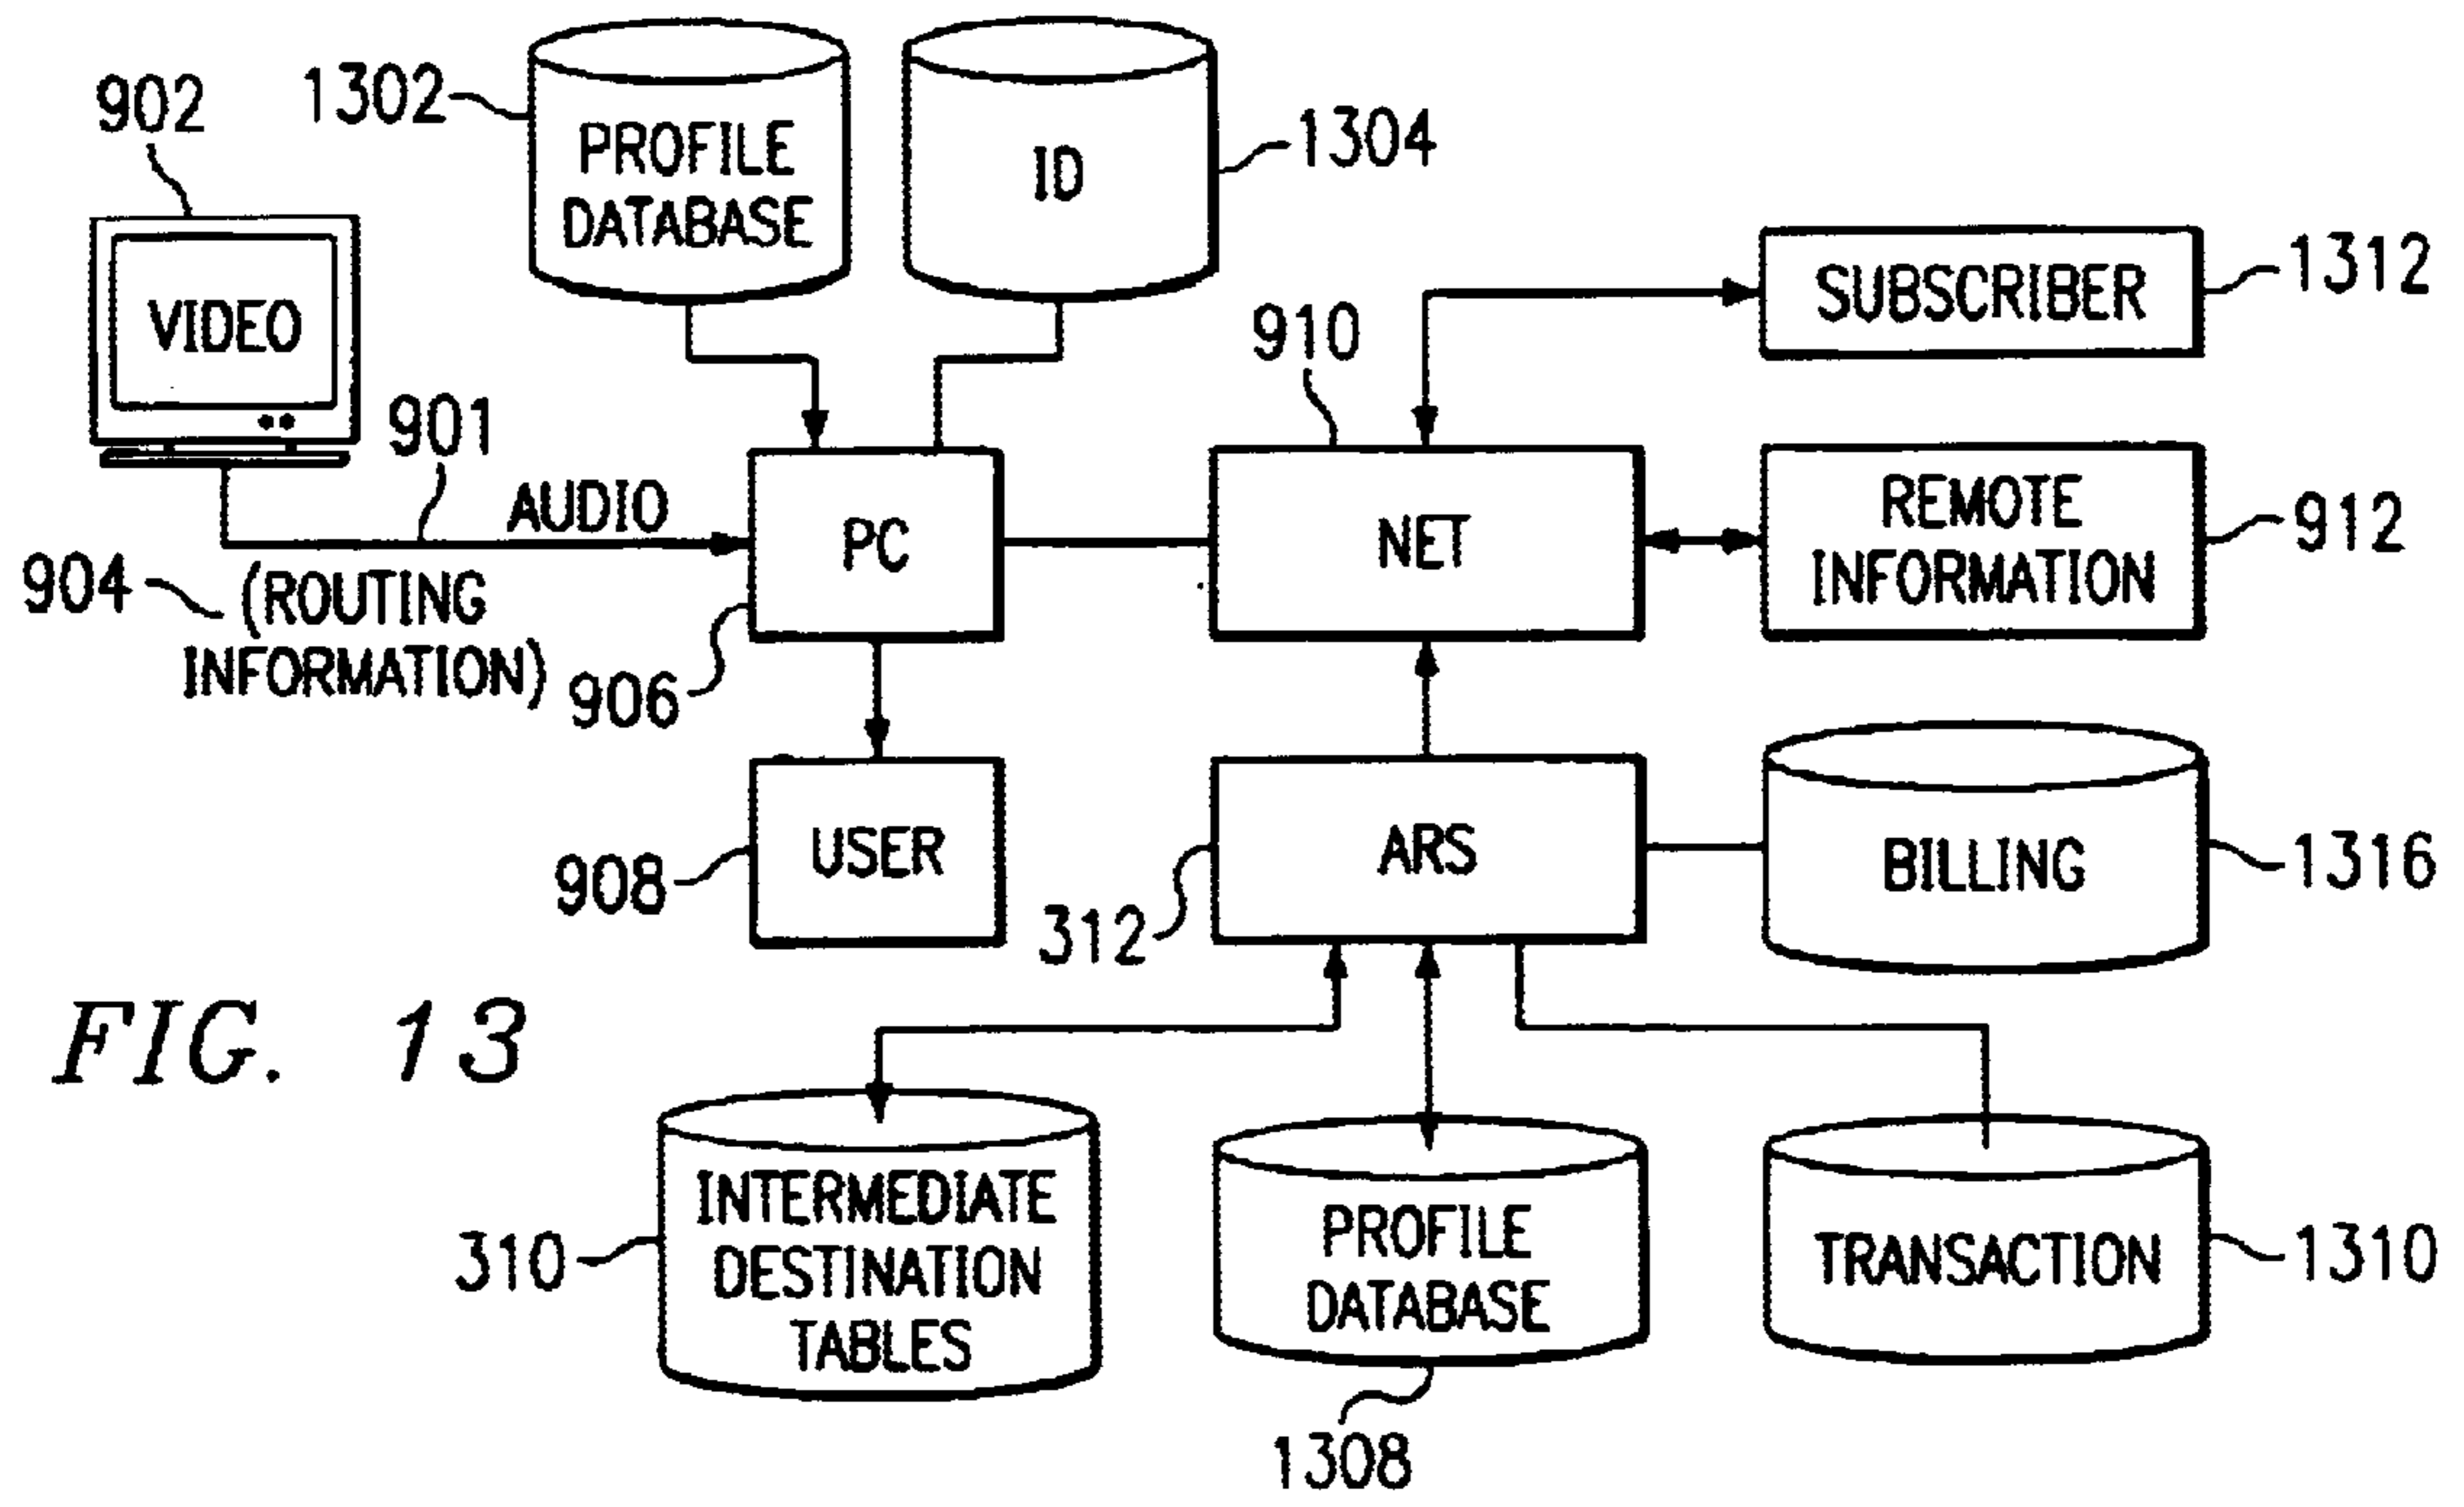 902
1302
PROFILE
DATABASE
ID
1304
VIDEO
SUBSCRIBER
1312
910
901
AUDIO
904
(ROUTING
INFORMATION)
PC
906
NET
REMOTE
INFORMATION
912
USER
908
ARS
312
BILLING
1316
FIG. 13
INTERMEDIATE
DESTINATION
TABLES
310
PROFILE
DATABASE
1308
TRANSACTION
1310